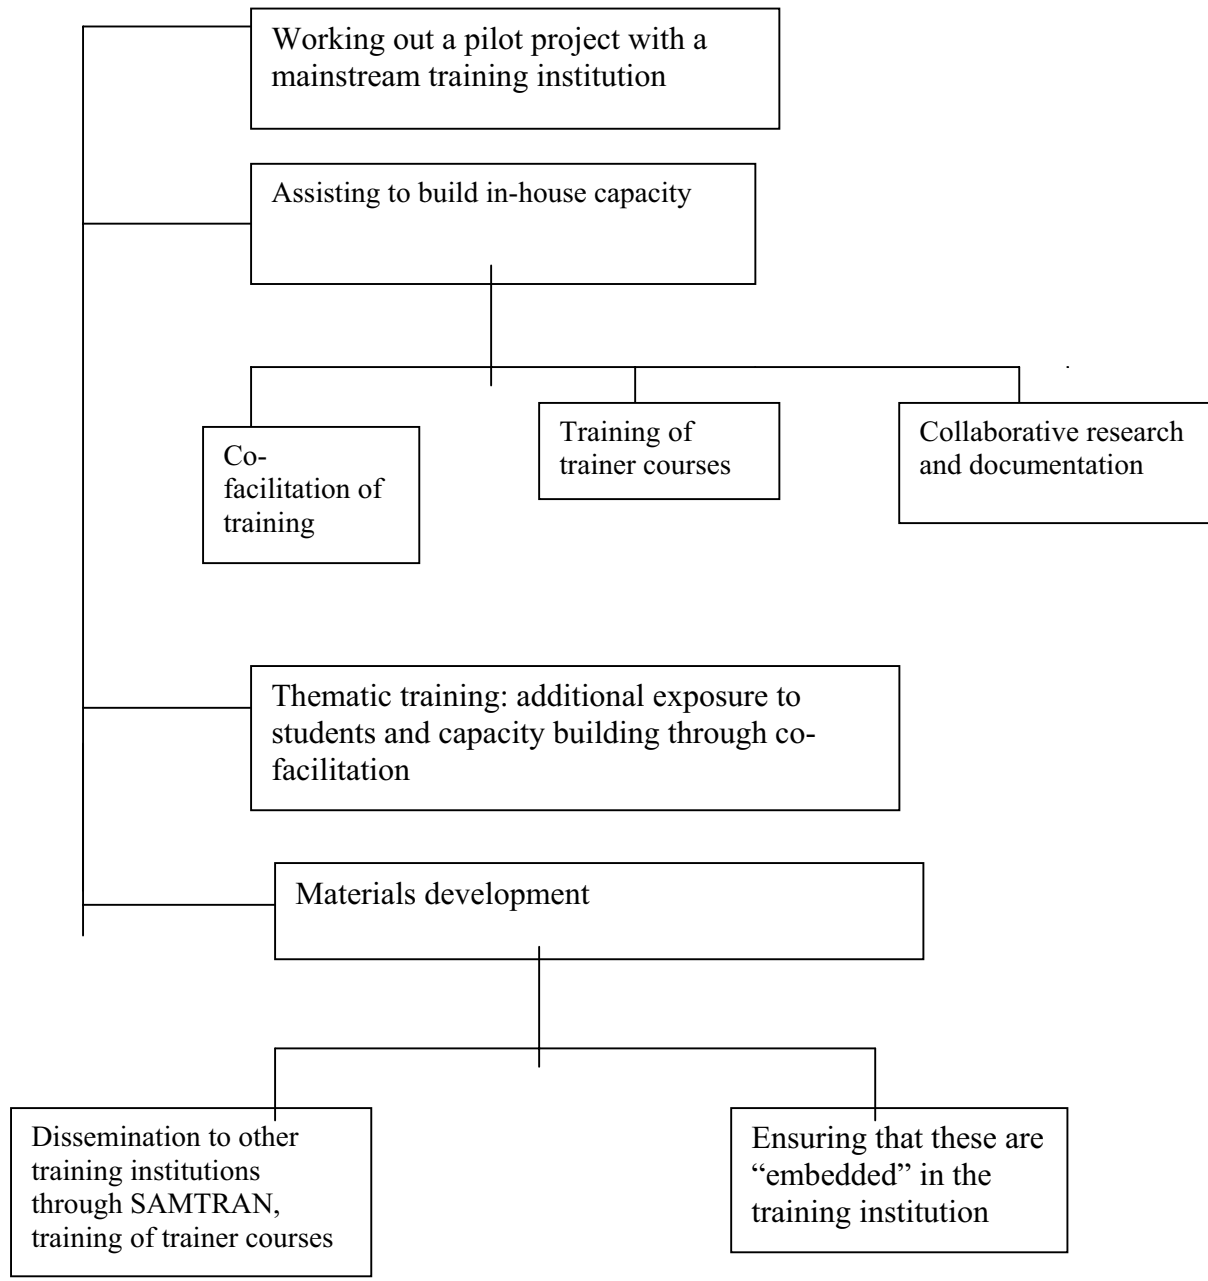 Working out a pilot project with a
mainstream training institution
Assisting to build in-house capacity
Co-
facilitation of
training
Training of
trainer courses
Collaborative research
and documentation
Thematic training: additional exposure to
students and capacity building through co-
facilitation
Materials development
Dissemination to other
training institutions
through SAMTRAN,
training of trainer courses
Ensuring that these are
“embedded” in the
training institution